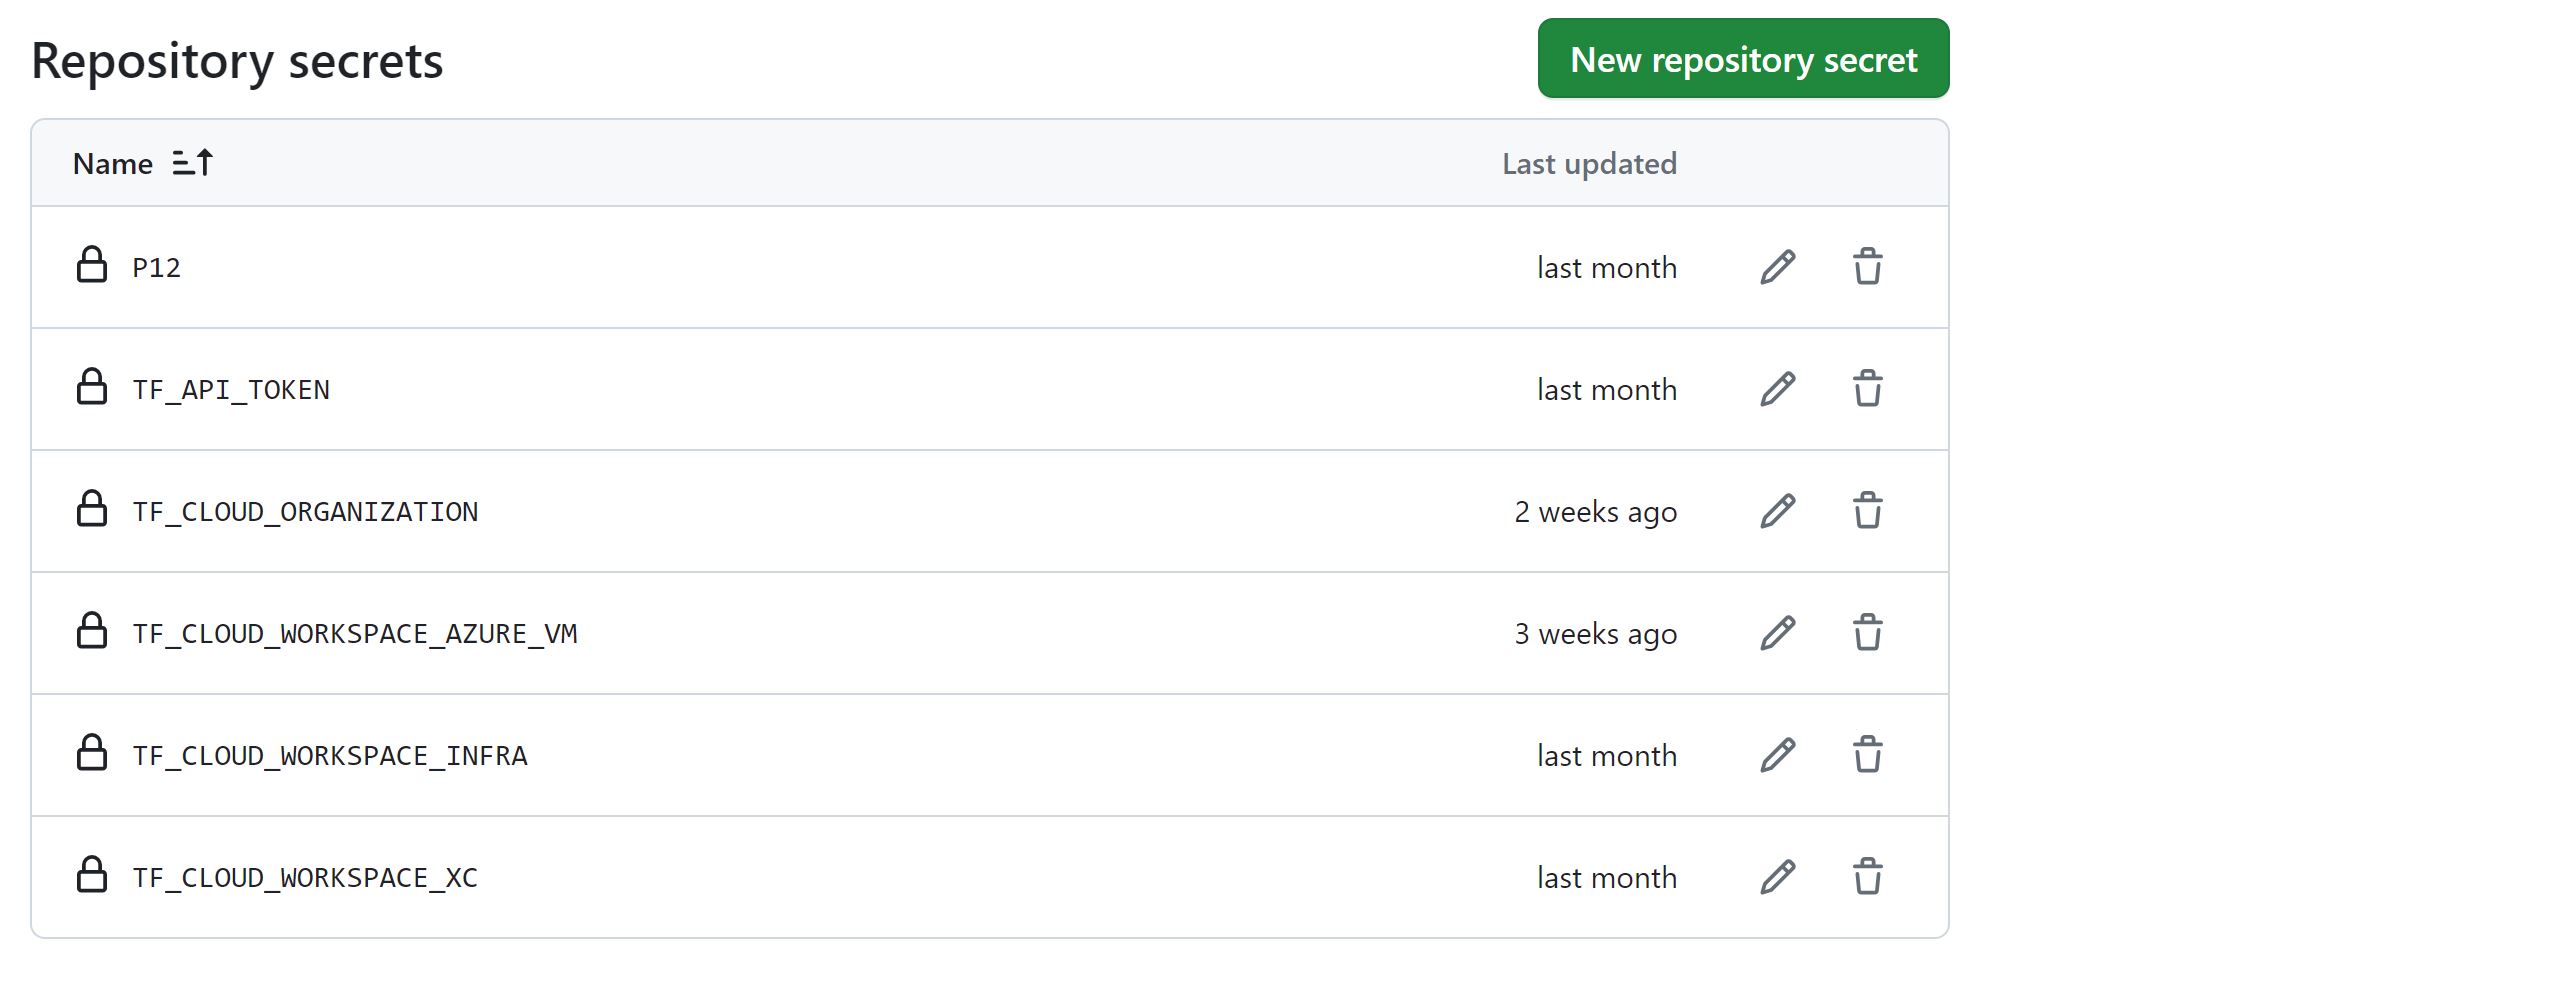 Repository secrets
New repository secret
Name Last updated
P12 last month
TF_API_TOKEN last month
TF_CLOUD_ORGANIZATION 2 weeks ago
TF_CLOUD_WORKSPACE_AZURE_VM 3 weeks ago
TF_CLOUD_WORKSPACE_INFRA last month
TF_CLOUD_WORKSPACE_XC last month